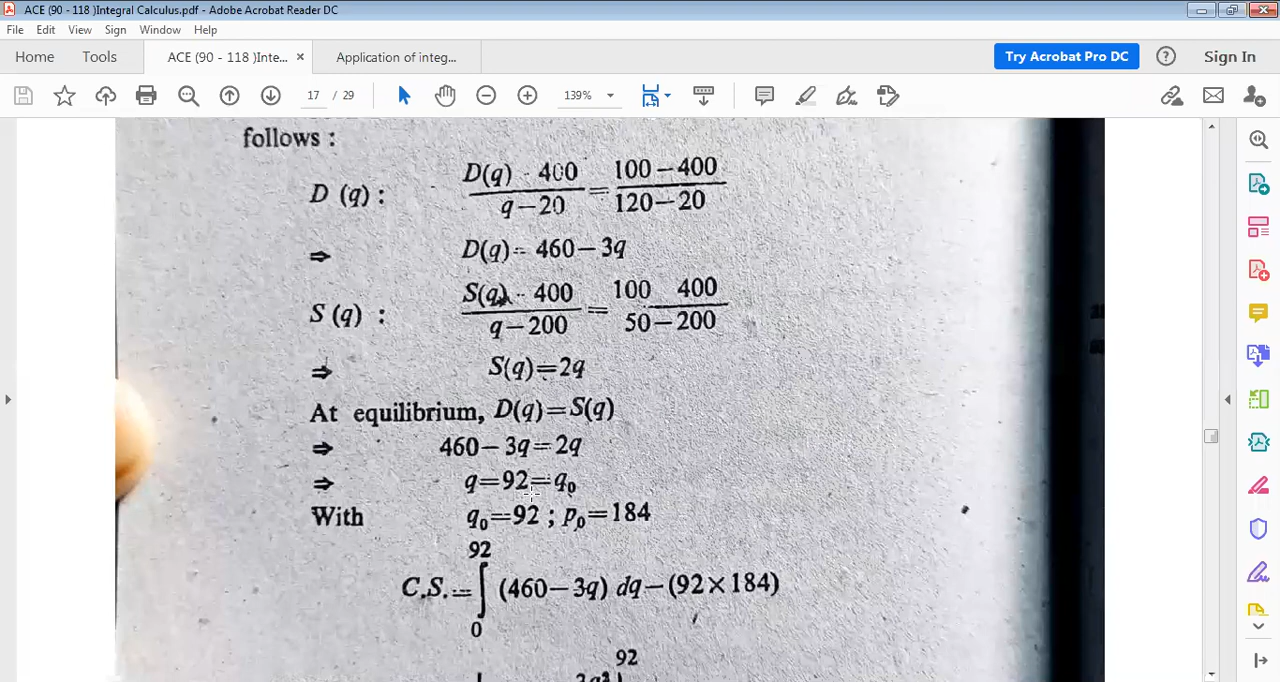 ACE (90 - 118 )Integral Calculus.pdf - Adobe Acrobat Reader DC
File Edit View Sign Window Help
Home Tools ACE (90 - 118 )Inte... × Application of integ... Try Acrobat Pro DC Sign In
17 / 29 139%
follows :
D (q) : D(q) - 400 / q-20 = 100-400 / 120-20
⇒ D(q)=460-3q
S (q) : S(q) - 400 / q-200 = 100 400 / 50-200
⇒ S(q)=2q
At equilibrium, D(q)=S(q)
⇒ 460-3q=2q
⇒ q=92=q₀
With q₀=92 ; p₀=184
92
C.S.=∫ (460-3q) dq-(92×184)
0
92